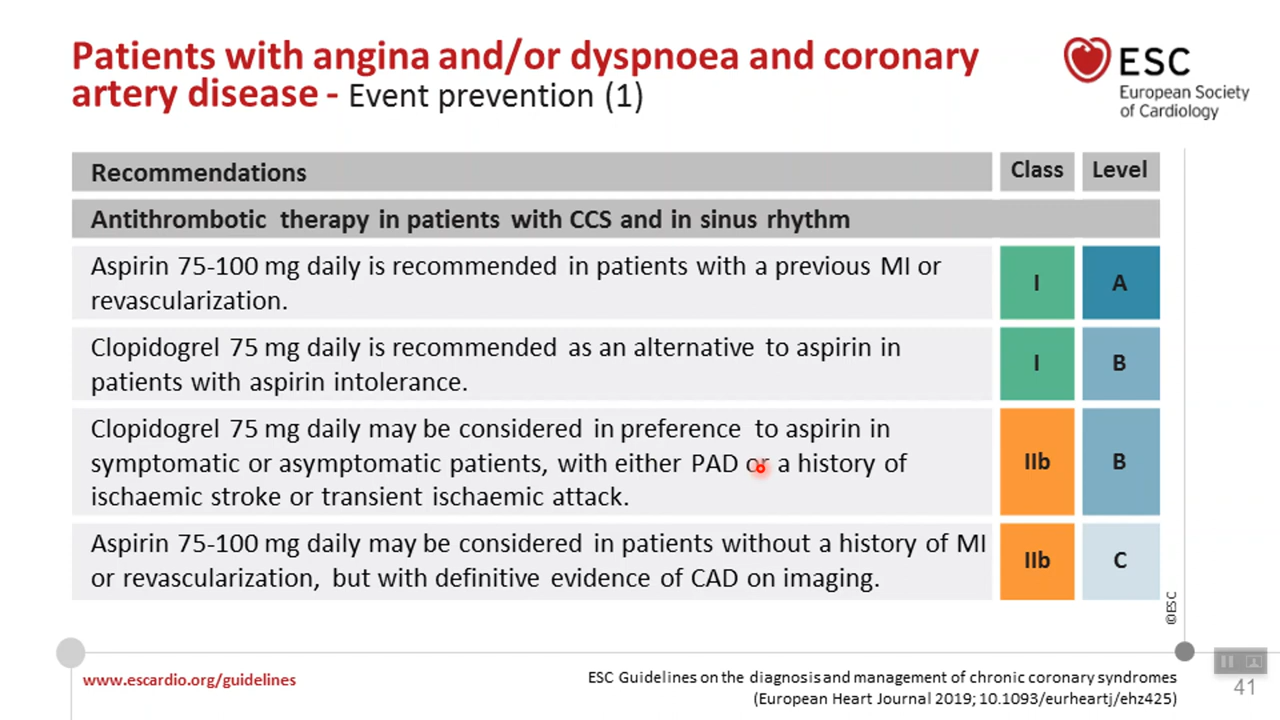 Patients with angina and/or dyspnoea and coronary
artery disease - Event prevention (1)
ESC
European Society
of Cardiology
Recommendations
Class
Level
Antithrombotic therapy in patients with CCS and in sinus rhythm
Aspirin 75-100 mg daily is recommended in patients with a previous MI or
revascularization.
I
A
Clopidogrel 75 mg daily is recommended as an alternative to aspirin in
patients with aspirin intolerance.
I
B
Clopidogrel 75 mg daily may be considered in preference to aspirin in
symptomatic or asymptomatic patients, with either PAD or a history of
ischaemic stroke or transient ischaemic attack.
IIb
B
Aspirin 75-100 mg daily may be considered in patients without a history of MI
or revascularization, but with definitive evidence of CAD on imaging.
IIb
C
©ESC
www.escardio.org/guidelines
ESC Guidelines on the diagnosis and management of chronic coronary syndromes
(European Heart Journal 2019; 10.1093/eurheartj/ehz425)
41